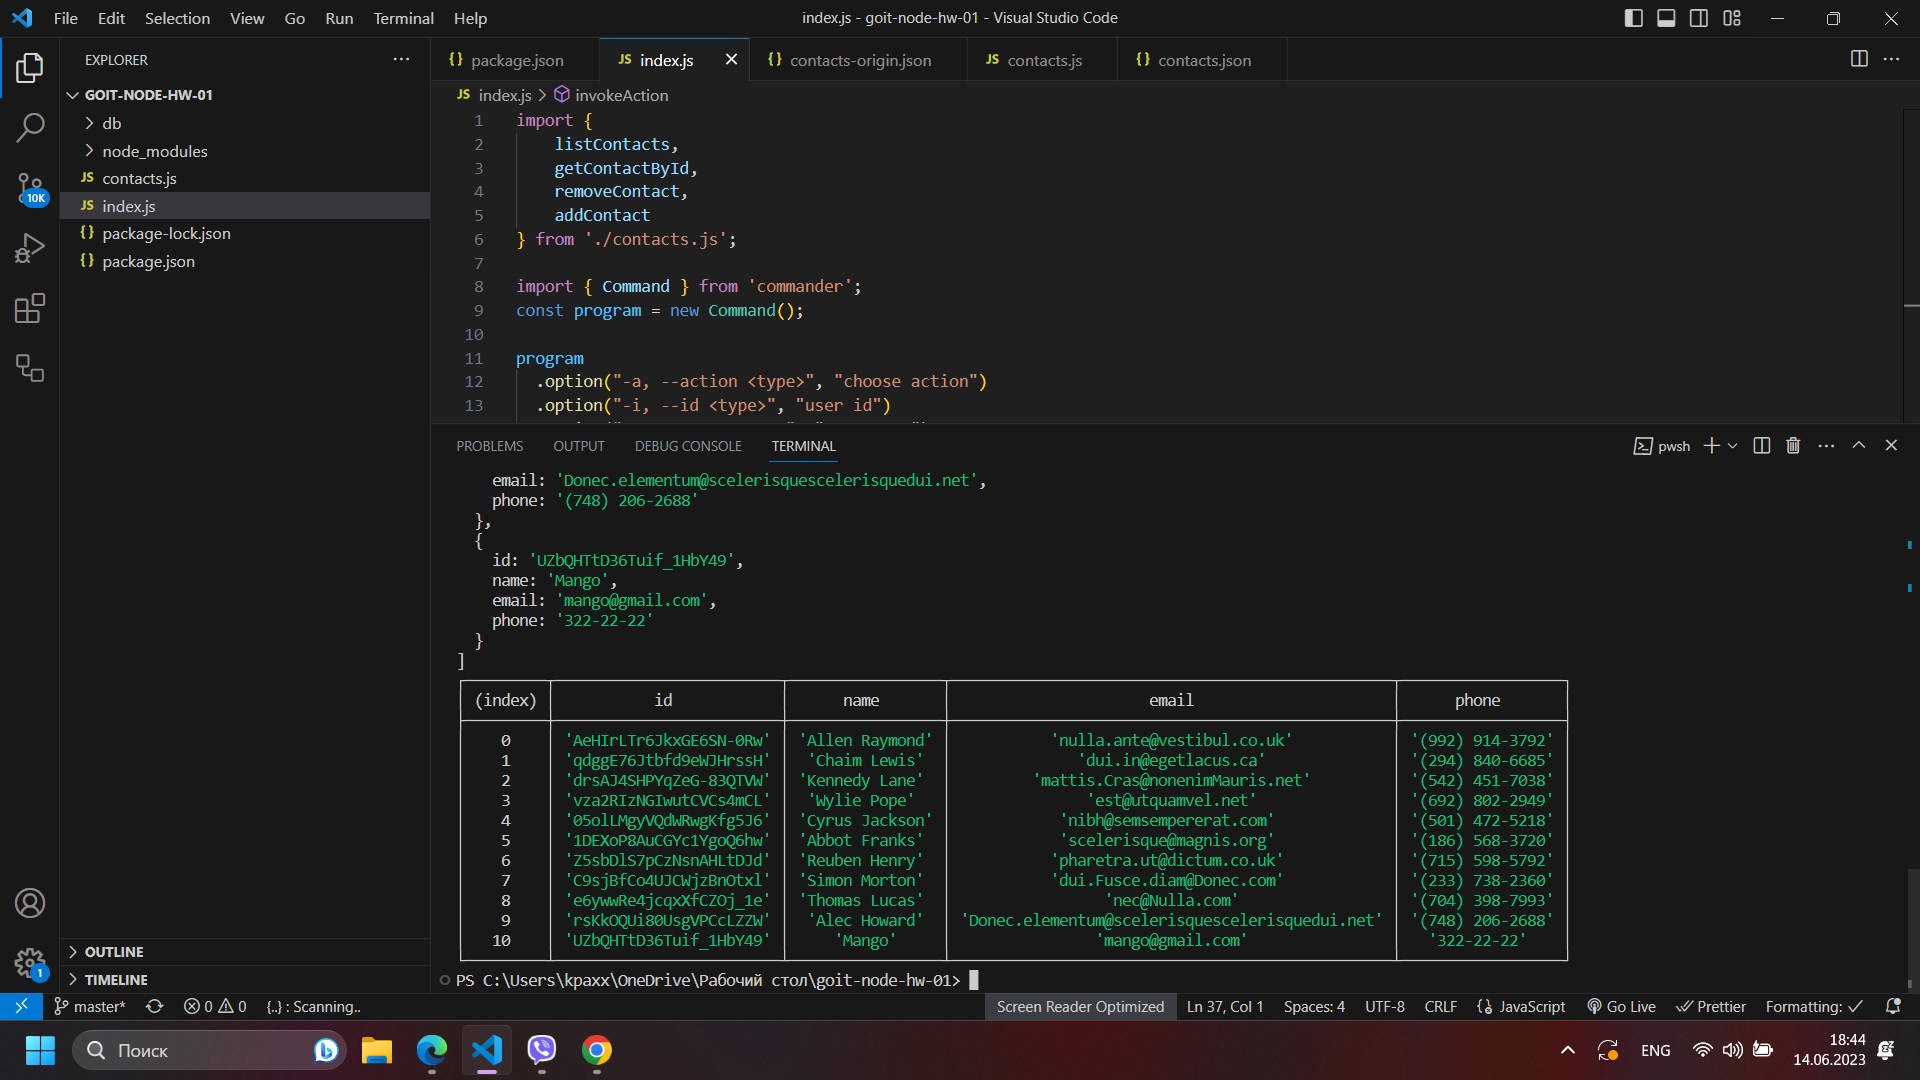 File Edit Selection View Go Run Terminal Help
index.js - goit-node-hw-01 - Visual Studio Code
EXPLORER
GOIT-NODE-HW-01
db
node_modules
JS contacts.js
JS index.js
{} package-lock.json
{} package.json
10K
OUTLINE
TIMELINE
1
{} package.json
JS index.js
{} contacts-origin.json
JS contacts.js
{} contacts.json
JS index.js > invokeAction
1 import {
2 listContacts,
3 getContactById,
4 removeContact,
5 addContact
6 } from './contacts.js';
7
8 import { Command } from 'commander';
9 const program = new Command();
10
11 program
12 .option("-a, --action <type>", "choose action")
13 .option("-i, --id <type>", "user id")
PROBLEMS OUTPUT DEBUG CONSOLE TERMINAL
pwsh
email: 'Donec.elementum@scelerisquescelerisquedui.net',
phone: '(748) 206-2688'
},
{
id: 'UZbQHTtD36Tuif_1HbY49',
name: 'Mango',
email: 'mango@gmail.com',
phone: '322-22-22'
}
]
(index) id name email phone
0 'AeHIrLTr6JkxGE6SN-0Rw' 'Allen Raymond' 'nulla.ante@vestibul.co.uk' '(992) 914-3792'
1 'qdggE76Jtbfd9eWJHrssH' 'Chaim Lewis' 'dui.in@egetlacus.ca' '(294) 840-6685'
2 'drsAJ4SHPYqZeG-83QTVW' 'Kennedy Lane' 'mattis.Cras@nonenimMauris.net' '(542) 451-7038'
3 'vza2RIzNGIwutCVCs4mCL' 'Wylie Pope' 'est@utquamvel.net' '(692) 802-2949'
4 '05olLMgyVQdWRwgKfg5J6' 'Cyrus Jackson' 'nibh@semsempererat.com' '(501) 472-5218'
5 '1DEXoP8AuCGYc1YgoQ6hw' 'Abbot Franks' 'scelerisque@magnis.org' '(186) 568-3720'
6 'Z5sbDlS7pCzNsnAHLtDJd' 'Reuben Henry' 'pharetra.ut@dictum.co.uk' '(715) 598-5792'
7 'C9sjBfCo4UJCWjzBnOtxl' 'Simon Morton' 'dui.Fusce.diam@Donec.com' '(233) 738-2360'
8 'e6ywwRe4jcqxXfCZOj_1e' 'Thomas Lucas' 'nec@Nulla.com' '(704) 398-7993'
9 'rsKkOQUi80UsgVPCcLZZW' 'Alec Howard' 'Donec.elementum@scelerisquescelerisquedui.net' '(748) 206-2688'
10 'UZbQHTtD36Tuif_1HbY49' 'Mango' 'mango@gmail.com' '322-22-22'
PS C:\Users\kpaxx\OneDrive\Рабочий стол\goit-node-hw-01>
master* 0 0 {..} : Scanning.. Screen Reader Optimized Ln 37, Col 1 Spaces: 4 UTF-8 CRLF JavaScript Go Live Prettier Formatting:
Поиск
ENG
18:44
14.06.2023